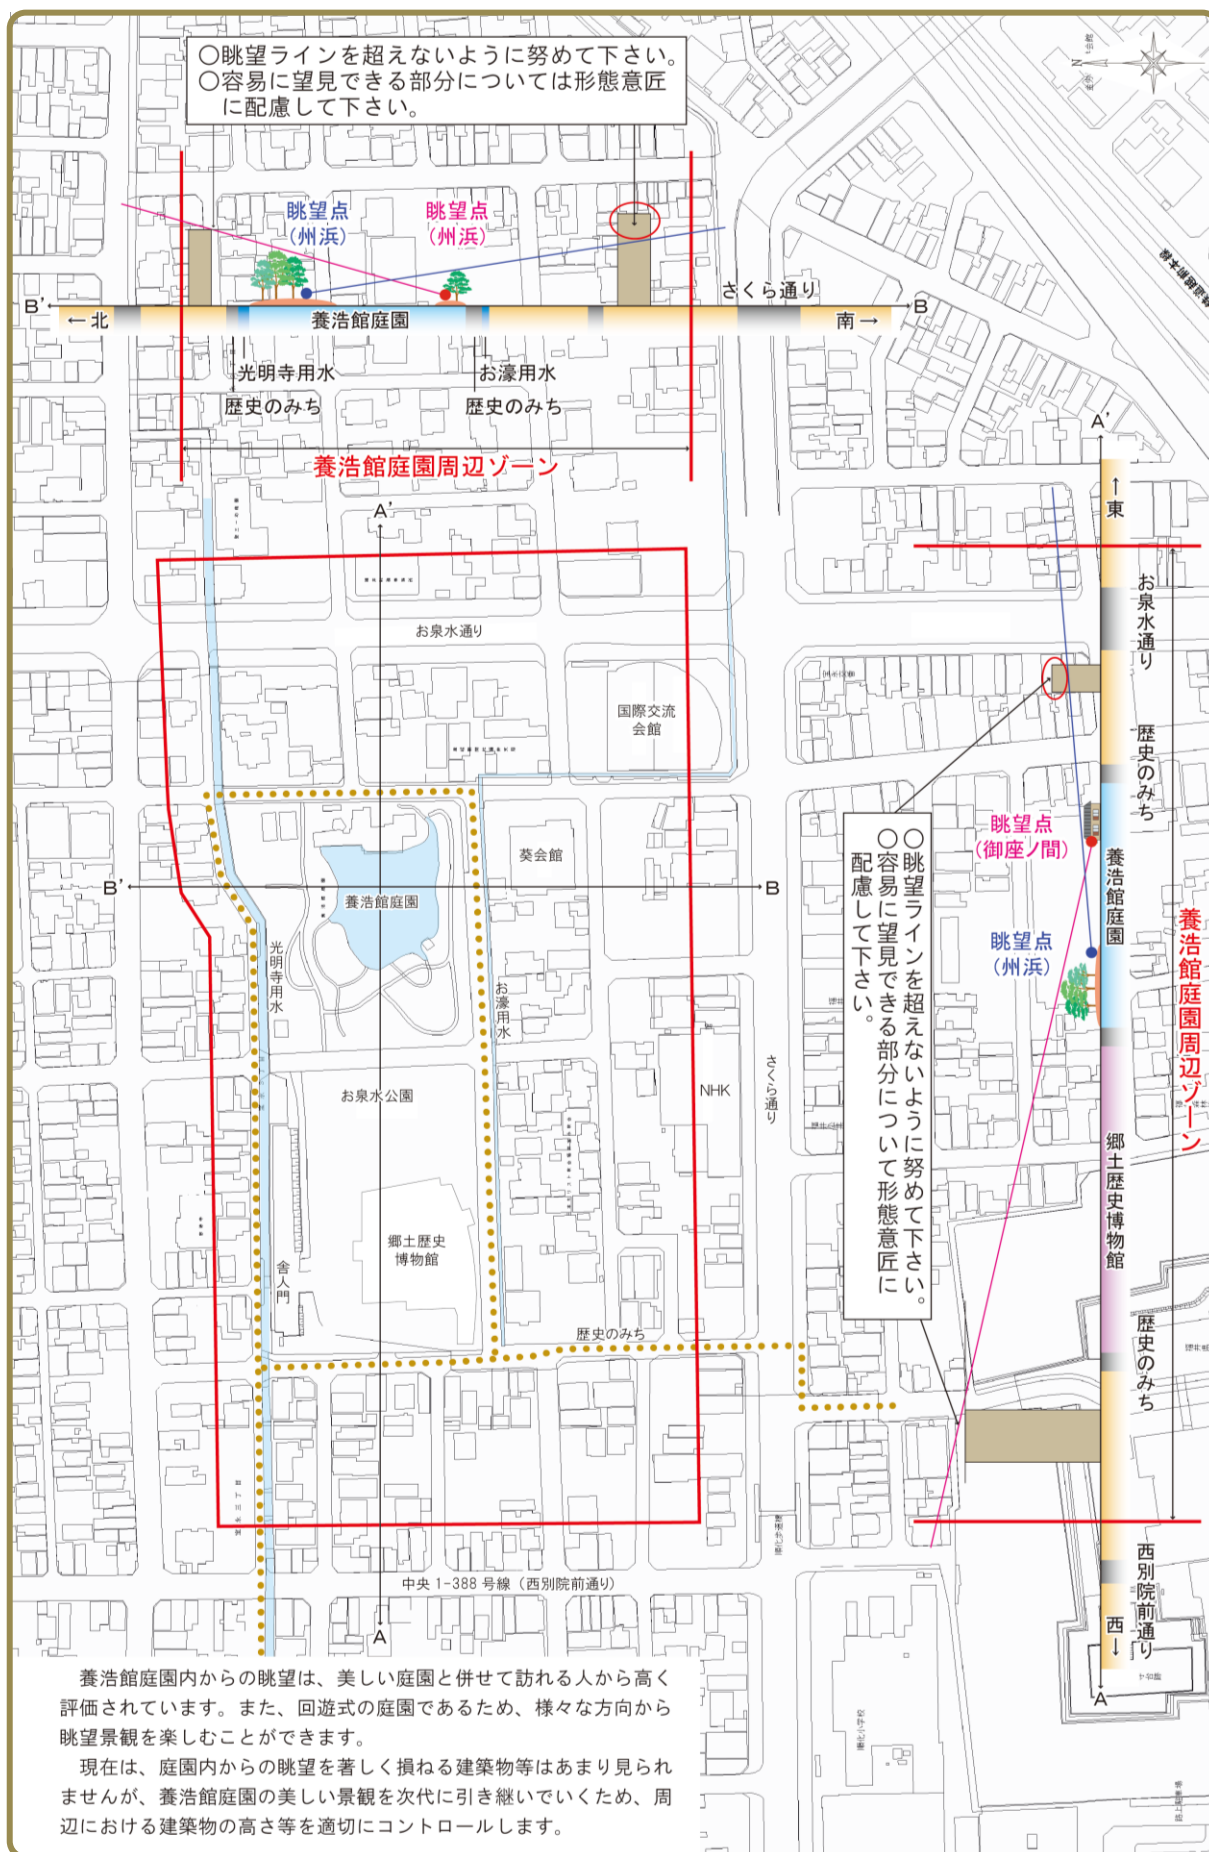 ○眺望ラインを超えないように努めて下さい。
○容易に望見できる部分については形態意匠
に配慮して下さい。
N
眺望点
(州浜)
眺望点
(州浜)
さくら通り
B'
B
←北
養浩館庭園
南→
光明寺用水
お濠用水
歴史のみち
歴史のみち
養浩館庭園周辺ゾーン
A'
お泉水通り
国際交流
会館
葵会館
B'
B
養浩館庭園
光明寺用水
お濠用水
お泉水公園
NHK
さくら通り
郷土歴史
博物館
舎人門
歴史のみち
中央 1-388 号線（西別院前通り）
A
A'
↑東
お泉水通り
歴史のみち
眺望点
(御座ノ間)
養浩館庭園
眺望点
(州浜)
養浩館庭園周辺ゾーン
○眺望ラインを超えないように努めて下さい。
○容易に望見できる部分について形態意匠に
配慮して下さい。
郷土歴史博物館
歴史のみち
西別院前通り
西↓
A
養浩館庭園内からの眺望は、美しい庭園と併せて訪れる人から高く
評価されています。また、回遊式の庭園であるため、様々な方向から
眺望景観を楽しむことができます。
現在は、庭園内からの眺望を著しく損ねる建築物等はあまり見られ
ませんが、養浩館庭園の美しい景観を次代に引き継いでいくため、周
辺における建築物の高さ等を適切にコントロールします。